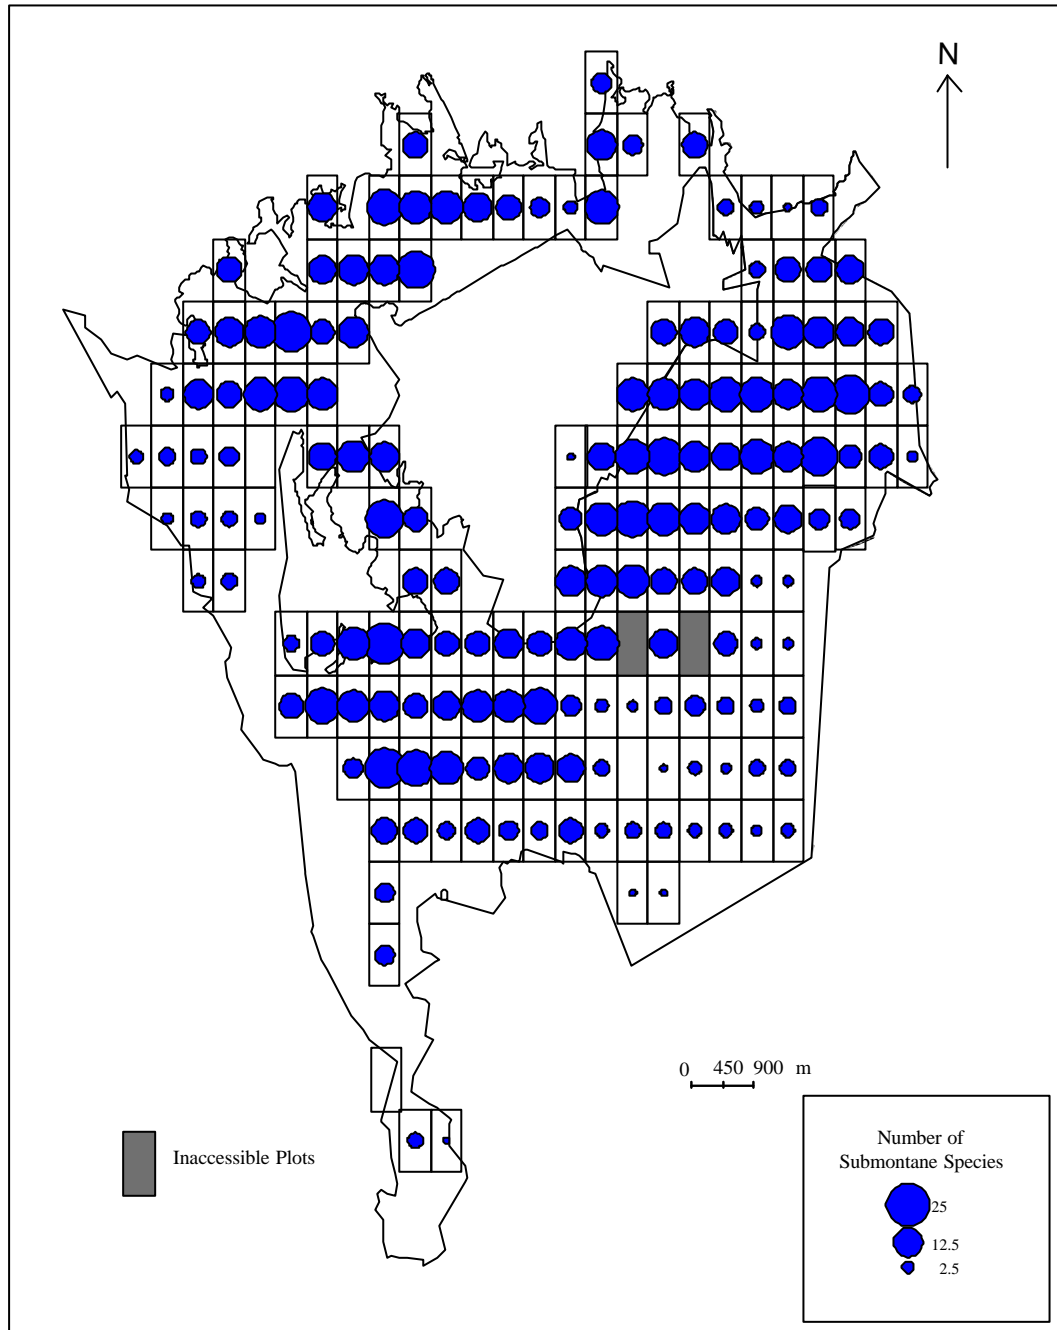 N
0 450 900 m
Inaccessible Plots
Number of
Submontane Species
25
12.5
2.5